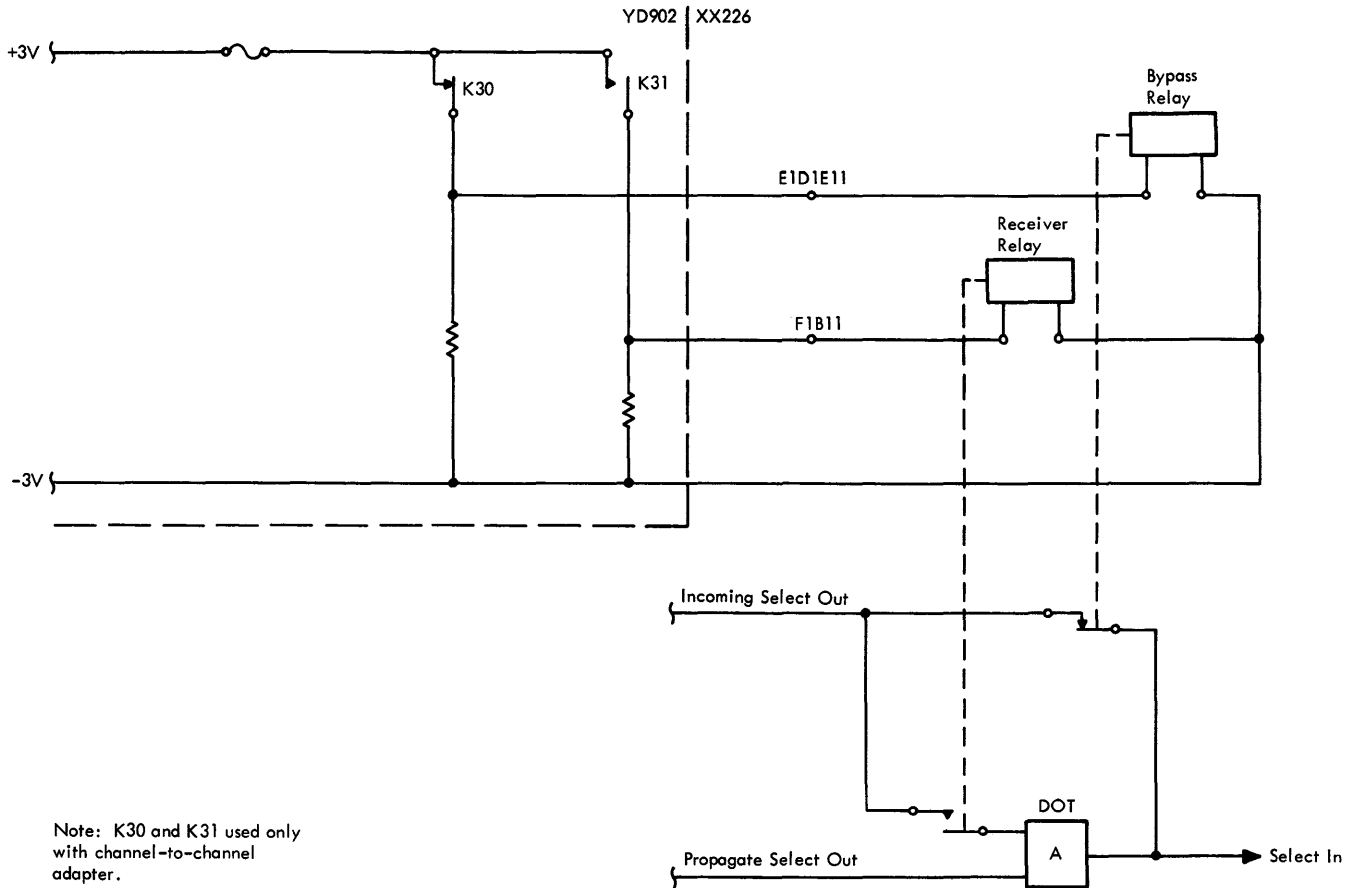 YD902 XX226
+3V
K30
K31
Bypass
Relay
E1D1E11
Receiver
Relay
F1B11
-3V
Incoming Select Out
DOT
A
Select In
Propagate Select Out
Note: K30 and K31 used only
with channel-to-channel
adapter.